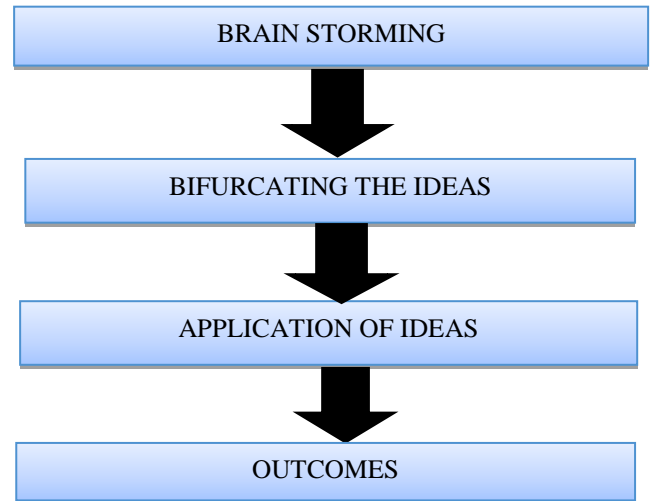 BRAIN STORMING
BIFURCATING THE IDEAS
APPLICATION OF IDEAS
OUTCOMES